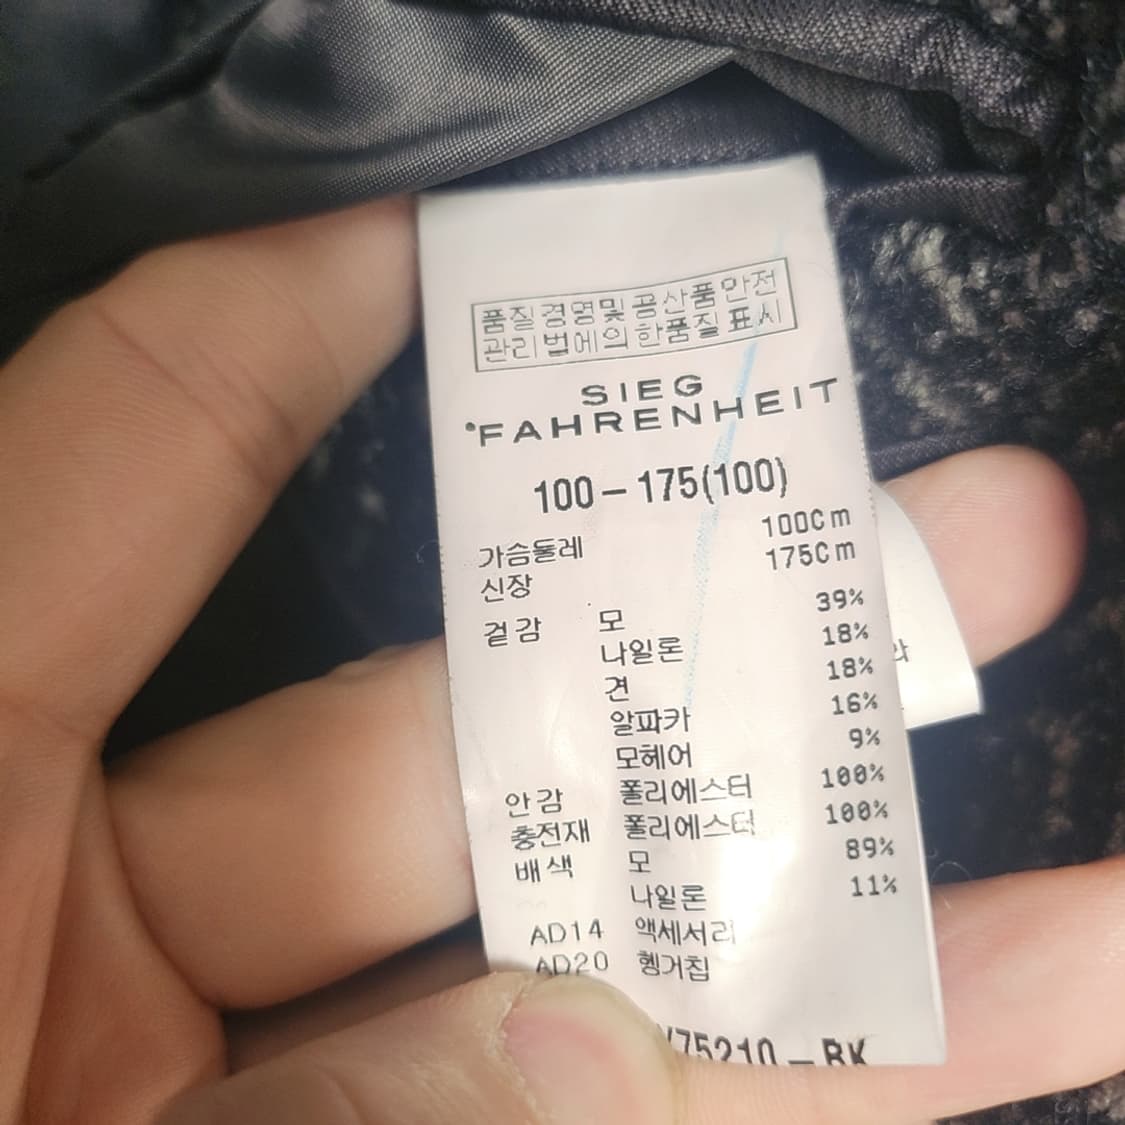 품질경영및공산품안전
관리법에의한품질표시
SIEG
°FAHRENHEIT
100-175(100)
가슴둘레 100Cm
신장 175Cm
겉감 모 39%
나일론 18%
견 18%
알파카 16%
모헤어 9%
안감 폴리에스터 100%
충전재 폴리에스터 100%
배색 모 89%
나일론 11%
AD14 액세서리
AD20 헹거칩
75210-BK